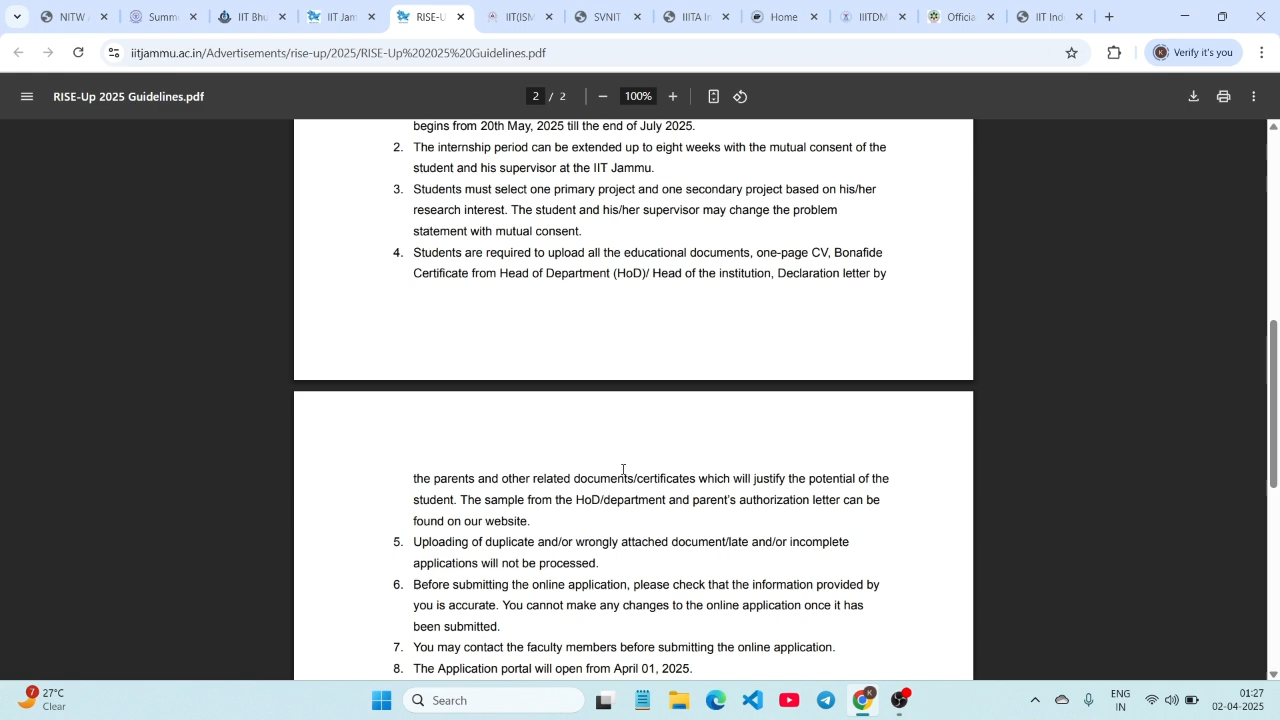 NITW
Summ
IIT Bhu
IIT Jam
RISE-U
IIT(ISM
SVNIT
IIITA Ir
Home
IIITDM
Officia
IIT Ind
iitjammu.ac.in/Advertisements/rise-up/2025/RISE-Up%202025%20Guidelines.pdf
K Verify it's you
RISE-Up 2025 Guidelines.pdf
2 / 2
100%
begins from 20th May, 2025 till the end of July 2025.
2. The internship period can be extended up to eight weeks with the mutual consent of the
student and his supervisor at the IIT Jammu.
3. Students must select one primary project and one secondary project based on his/her
research interest. The student and his/her supervisor may change the problem
statement with mutual consent.
4. Students are required to upload all the educational documents, one-page CV, Bonafide
Certificate from Head of Department (HoD)/ Head of the institution, Declaration letter by
the parents and other related documents/certificates which will justify the potential of the
student. The sample from the HoD/department and parent's authorization letter can be
found on our website.
5. Uploading of duplicate and/or wrongly attached document/late and/or incomplete
applications will not be processed.
6. Before submitting the online application, please check that the information provided by
you is accurate. You cannot make any changes to the online application once it has
been submitted.
7. You may contact the faculty members before submitting the online application.
8. The Application portal will open from April 01, 2025.
7
27°C
Clear
Search
K
ENG
IN
01:27
02-04-2025